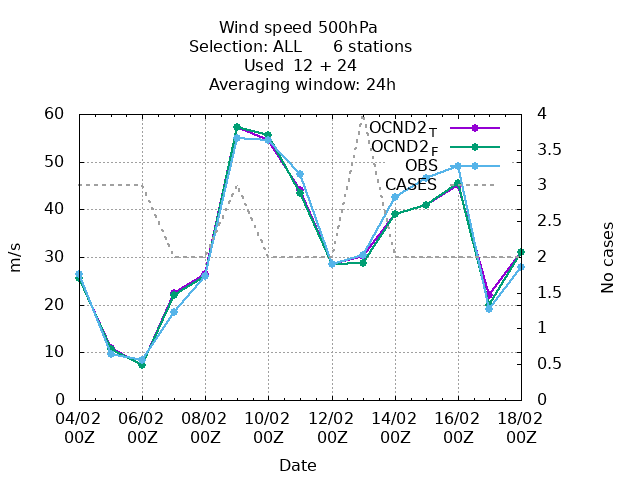 Wind speed 500hPa
Selection: ALL      6 stations
Used  12 + 24
Averaging window: 24h
60
50
40
30
20
10
0
m/s
OCND2T
OCND2F
OBS
CASES
4
3.5
3
2.5
2
1.5
1
0.5
0
No cases
04/02 06/02 08/02 10/02 12/02 14/02 16/02 18/02
00Z 00Z 00Z 00Z 00Z 00Z 00Z 00Z
Date